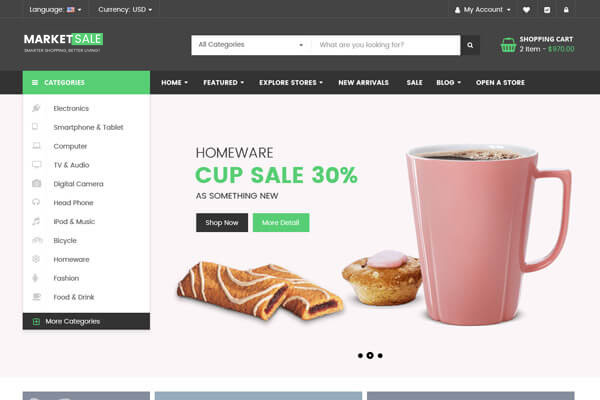 Language:
Currency: USD
My Account
MARKETSALE
SMARTER SHOPPING, BETTER LIVING!
All Categories
What are you looking for?
SHOPPING CART
2 Item - $970.00
CATEGORIES
HOME
FEATURED
EXPLORE STORES
NEW ARRIVALS
SALE
BLOG
OPEN A STORE
Electronics
Smartphone & Tablet
Computer
TV & Audio
Digital Camera
Head Phone
iPod & Music
Bicycle
Homeware
Fashion
Food & Drink
More Categories
HOMEWARE
CUP SALE 30%
AS SOMETHING NEW
Shop Now
More Detail